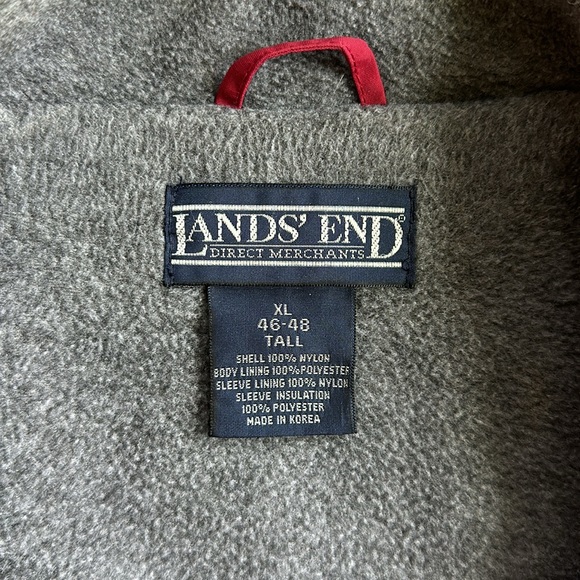 LANDS' END®
DIRECT MERCHANTS
XL
46-48
TALL
SHELL 100% NYLON
BODY LINING 100% POLYESTER
SLEEVE LINING 100% NYLON
SLEEVE INSULATION
100% POLYESTER
MADE IN KOREA